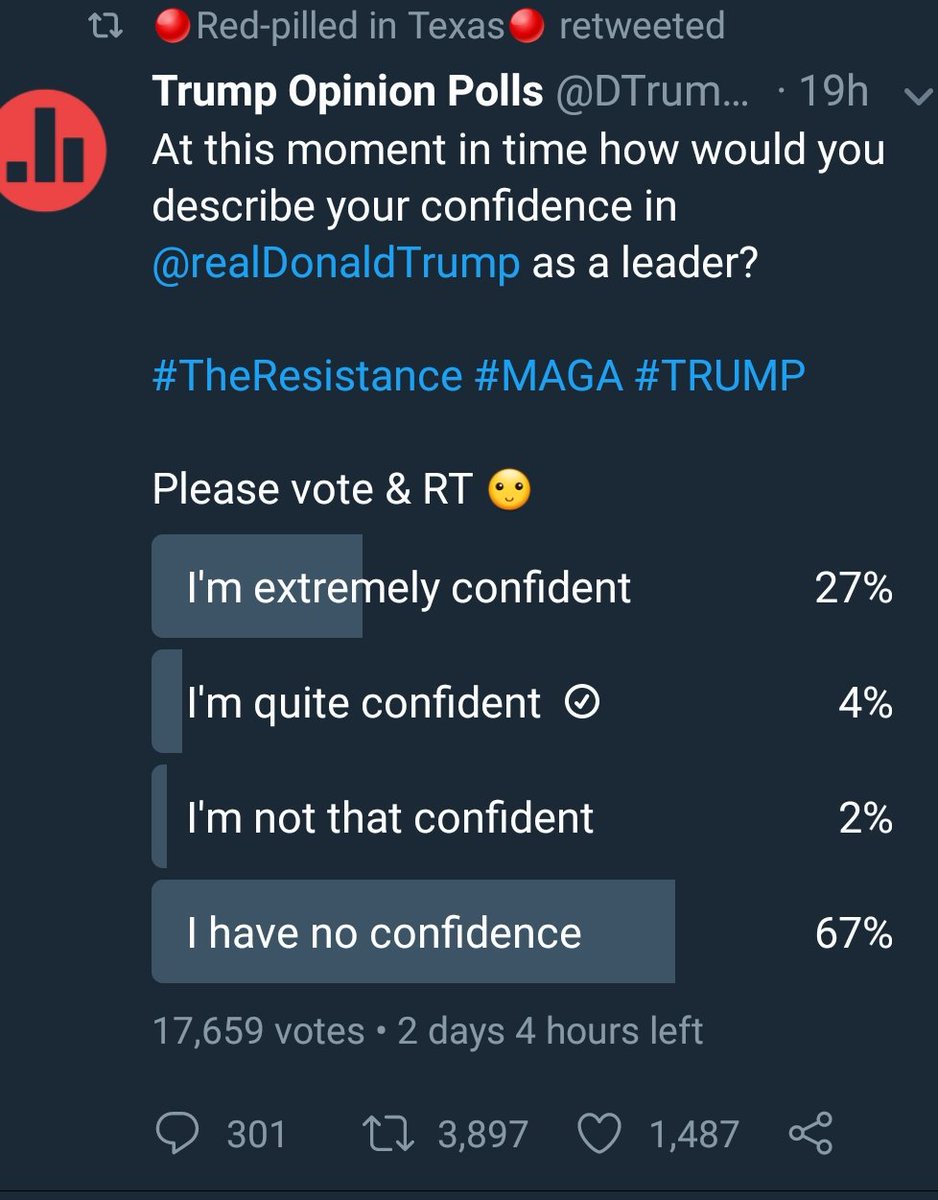 Red-pilled in Texas retweeted
Trump Opinion Polls @DTrum... · 19h
At this moment in time how would you
describe your confidence in
@realDonaldTrump as a leader?
#TheResistance #MAGA #TRUMP
Please vote & RT 🙂
I'm extremely confident 27%
I'm quite confident 4%
I'm not that confident 2%
I have no confidence 67%
17,659 votes • 2 days 4 hours left
301 3,897 1,487